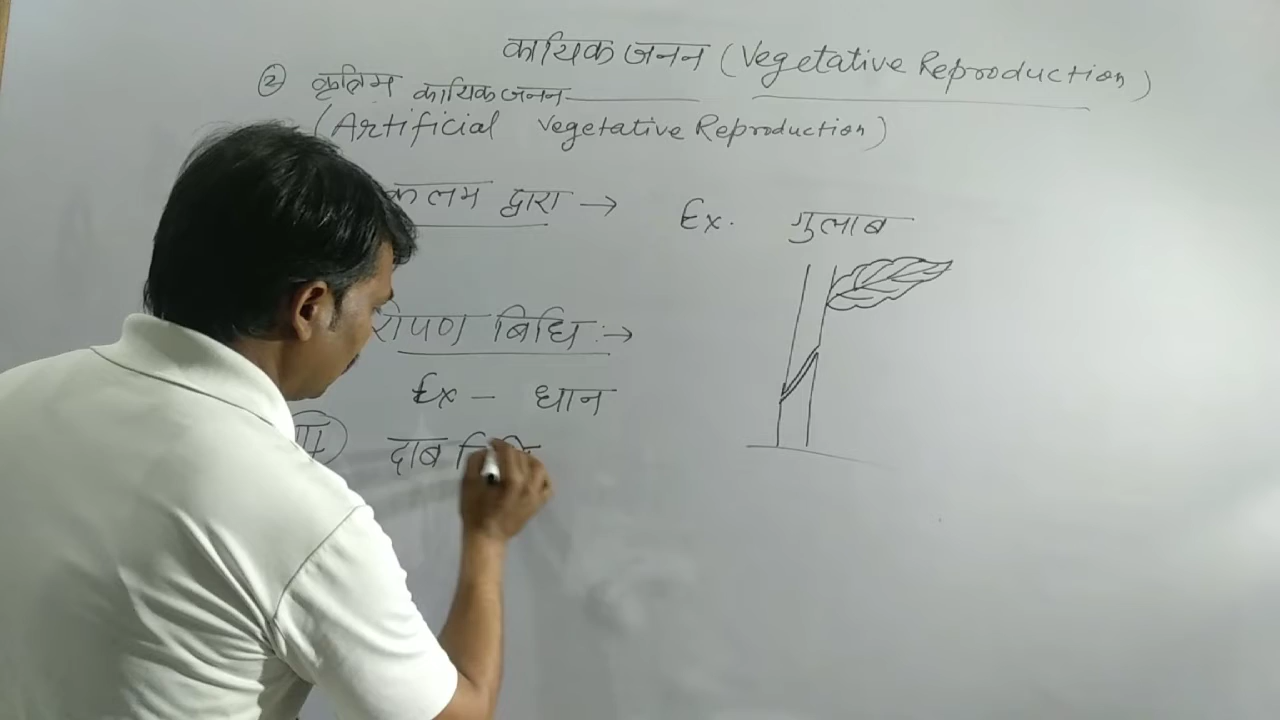 कायिक जनन (Vegetative Reproduction)
② कृत्रिम कायिक जनन
(Artificial Vegetative Reproduction)
कलम द्वारा →
Ex. गुलाब
रोपण बिधि :→
Ex – धान
दाब